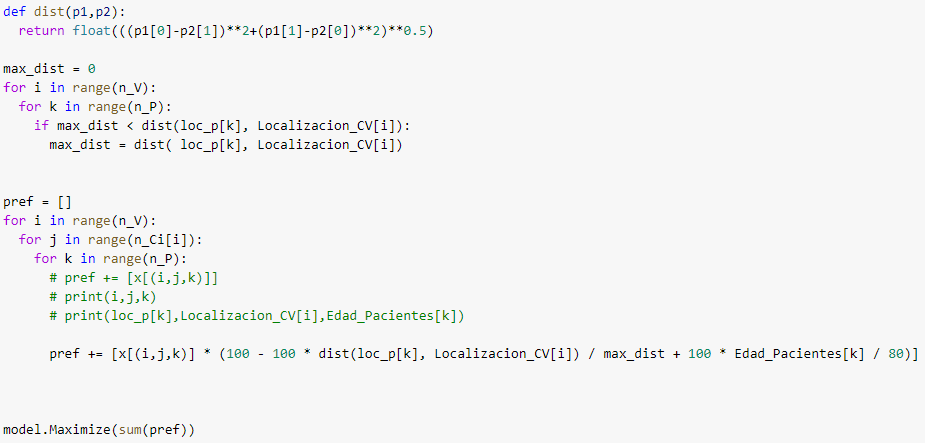 def dist(p1,p2):
  return float(((p1[0]-p2[1])**2+(p1[1]-p2[0])**2)**0.5)
max_dist = 0
for i in range(n_V):
  for k in range(n_P):
    if max_dist < dist(loc_p[k], Localizacion_CV[i]):
      max_dist = dist( loc_p[k], Localizacion_CV[i])
pref = []
for i in range(n_V):
  for j in range(n_Ci[i]):
    for k in range(n_P):
      # pref += [x[(i,j,k)]]
      # print(i,j,k)
      # print(loc_p[k],Localizacion_CV[i],Edad_Pacientes[k])
      pref += [x[(i,j,k)] * (100 - 100 * dist(loc_p[k], Localizacion_CV[i]) / max_dist + 100 * Edad_Pacientes[k] / 80)]
model.Maximize(sum(pref))